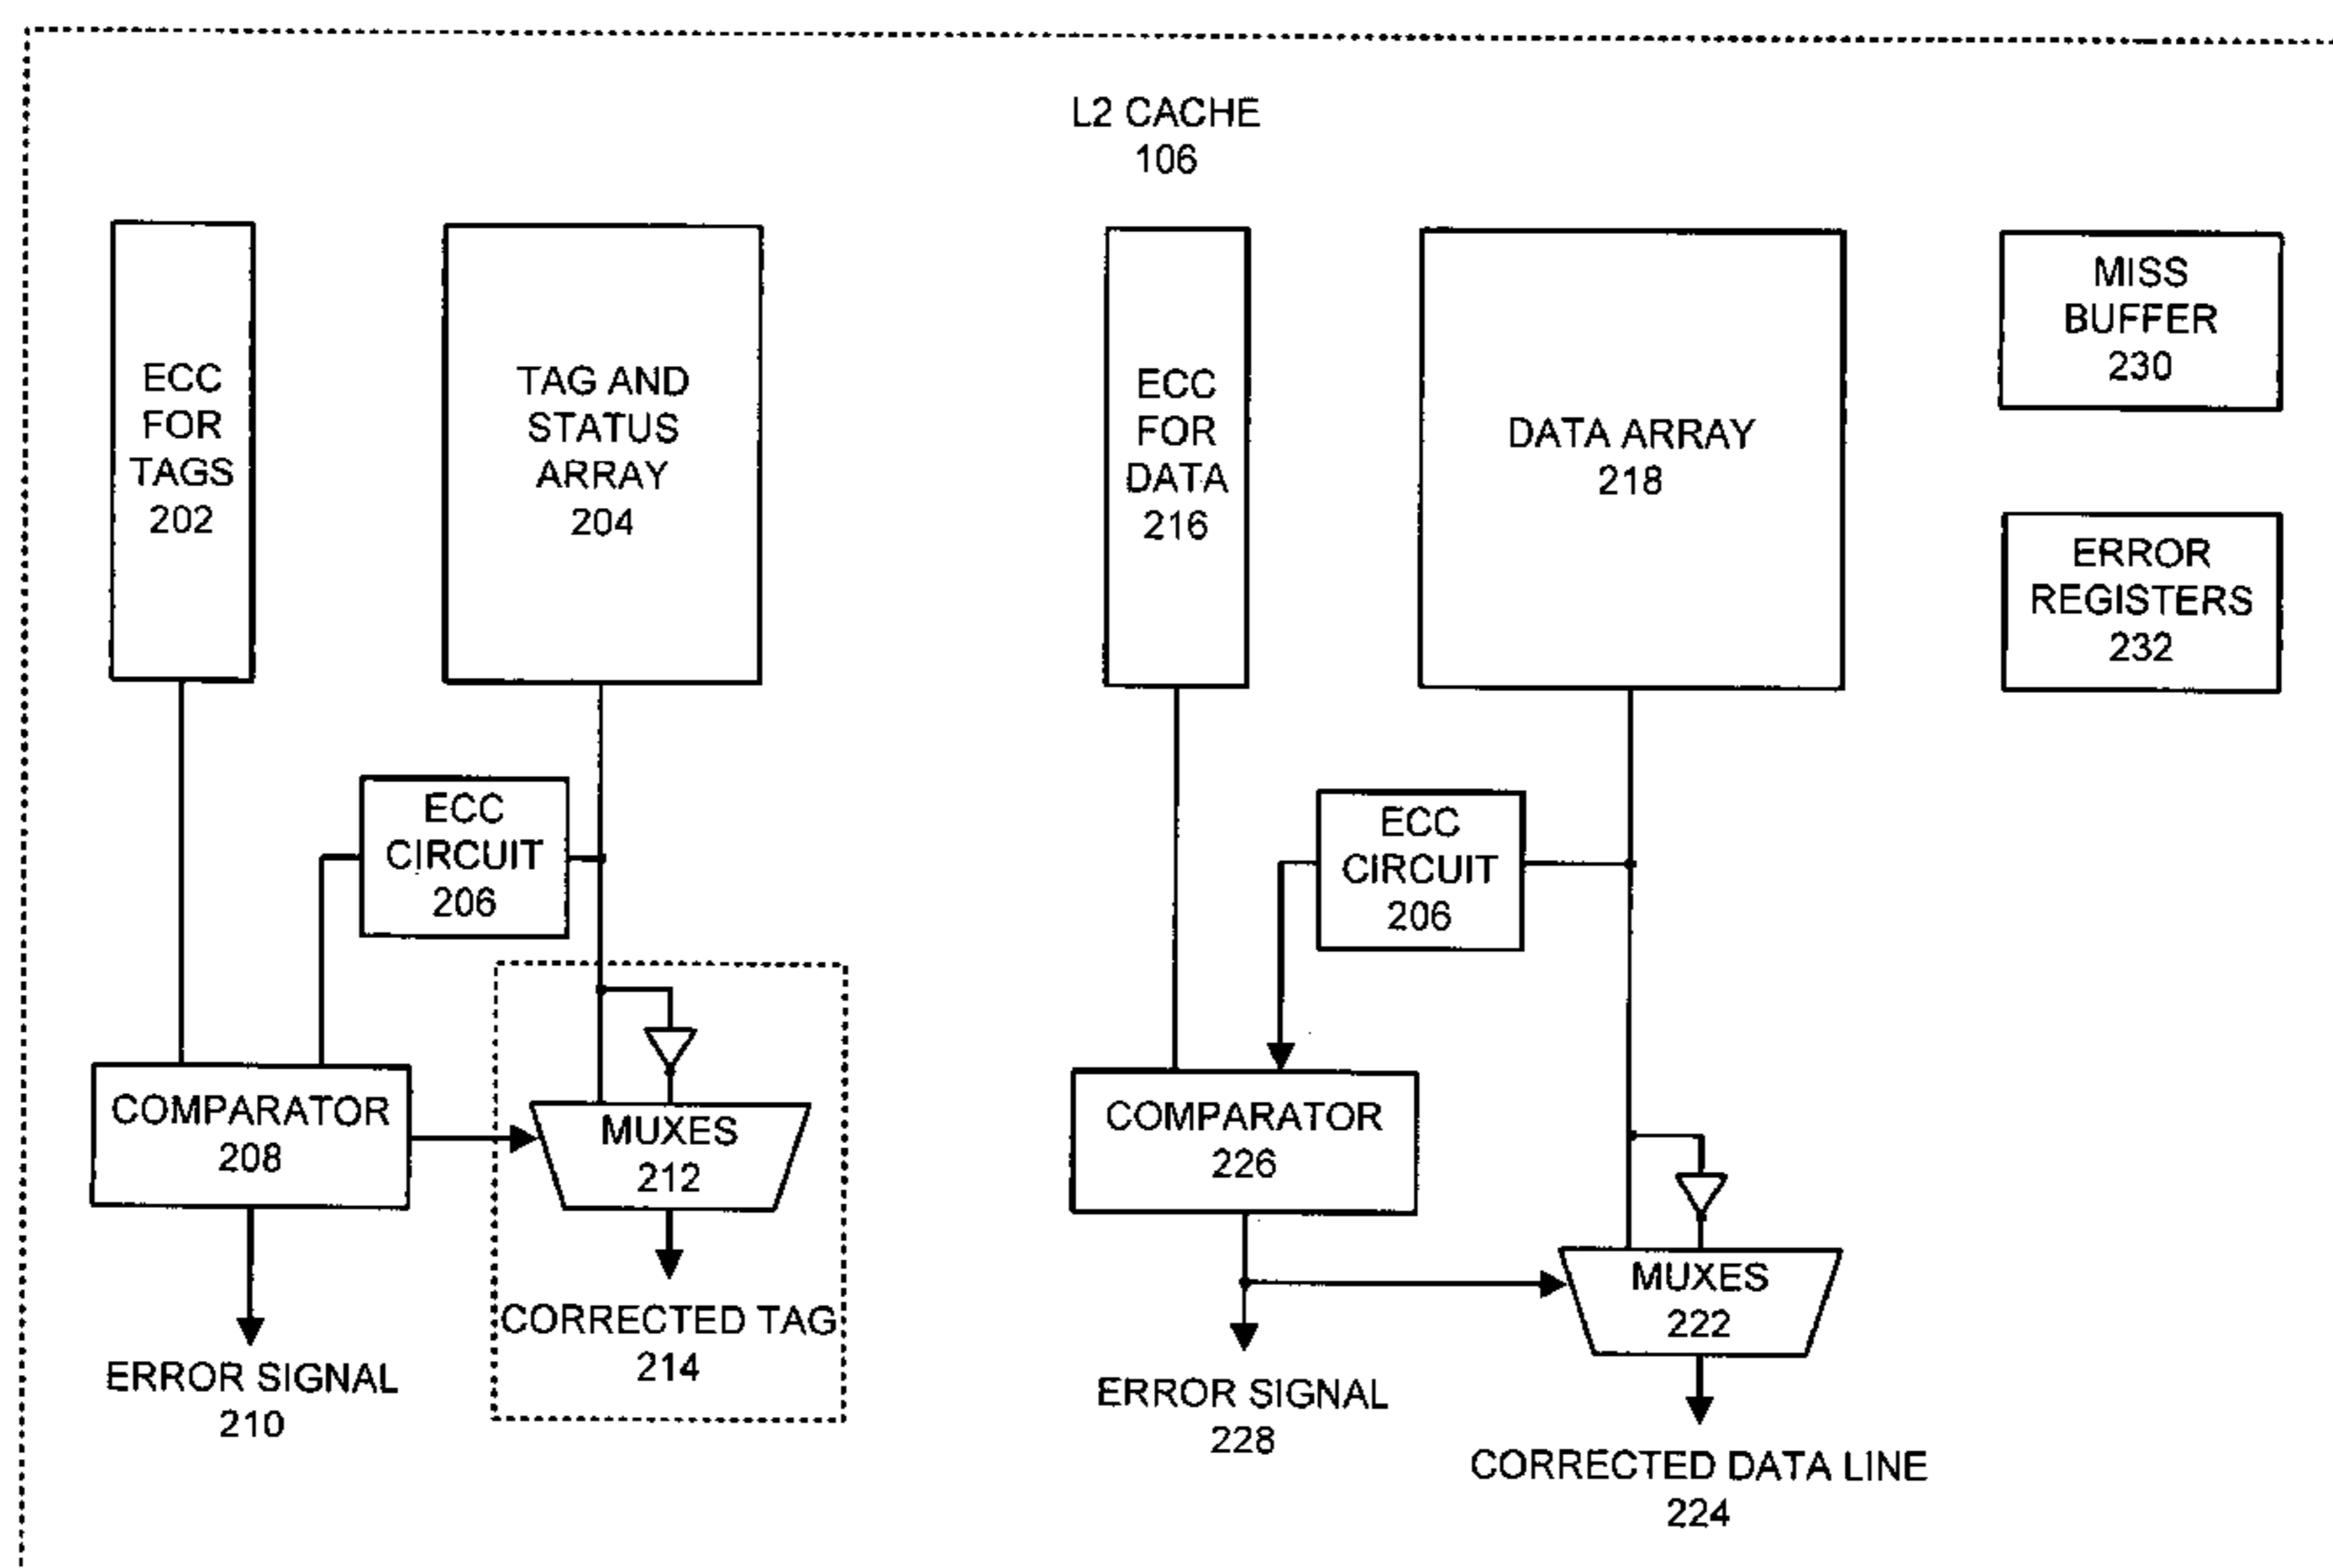 L2 CACHE
106
ECC
FOR
TAGS
202
TAG AND
STATUS
ARRAY
204
ECC
FOR
DATA
216
DATA ARRAY
218
MISS
BUFFER
230
ERROR
REGISTERS
232
ECC
CIRCUIT
206
ECC
CIRCUIT
206
COMPARATOR
208
MUXES
212
COMPARATOR
226
MUXES
222
CORRECTED TAG
214
ERROR SIGNAL
210
ERROR SIGNAL
228
CORRECTED DATA LINE
224